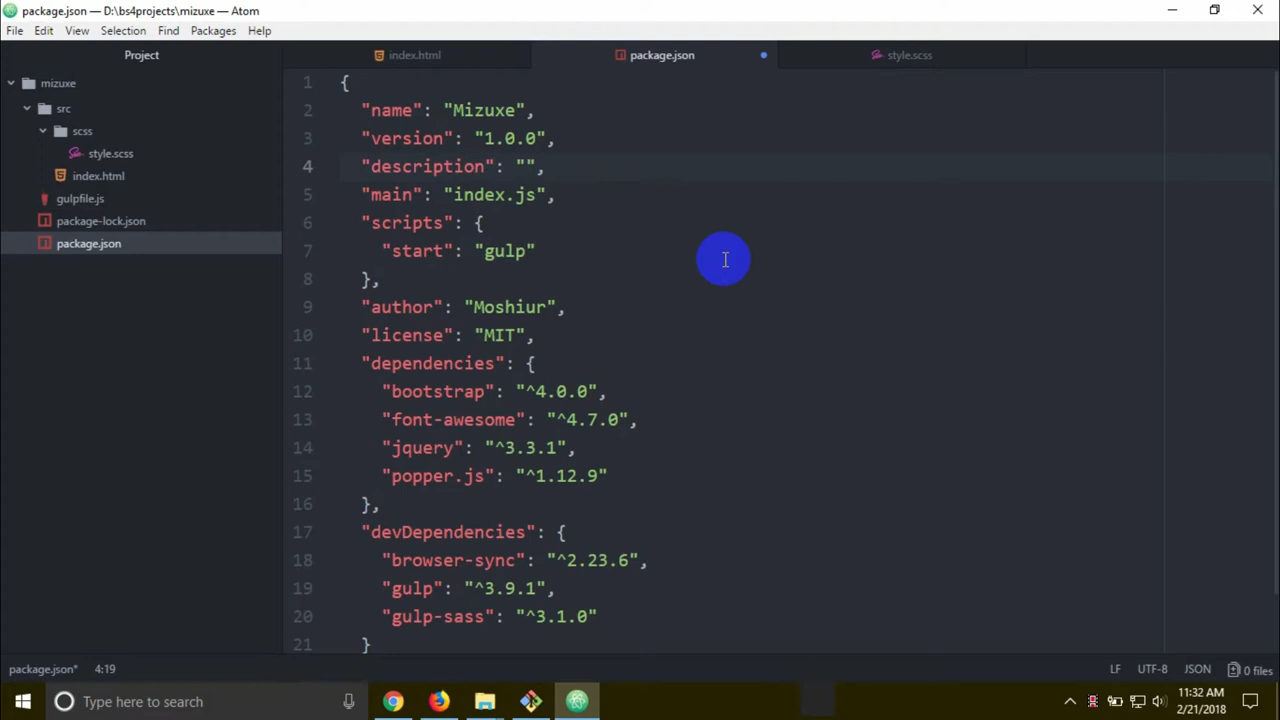 package.json — D:\bs4projects\mizuxe — Atom
File Edit View Selection Find Packages Help
Project
index.html
package.json
style.scss
mizuxe
src
scss
style.scss
index.html
gulpfile.js
package-lock.json
package.json
1 {
2 "name": "Mizuxe",
3 "version": "1.0.0",
4 "description": "",
5 "main": "index.js",
6 "scripts": {
7 "start": "gulp"
8 },
9 "author": "Moshiur",
10 "license": "MIT",
11 "dependencies": {
12 "bootstrap": "^4.0.0",
13 "font-awesome": "^4.7.0",
14 "jquery": "^3.3.1",
15 "popper.js": "^1.12.9"
16 },
17 "devDependencies": {
18 "browser-sync": "^2.23.6",
19 "gulp": "^3.9.1",
20 "gulp-sass": "^3.1.0"
21 }
package.json* 4:19 LF UTF-8 JSON 0 files
Type here to search
11:32 AM
2/21/2018